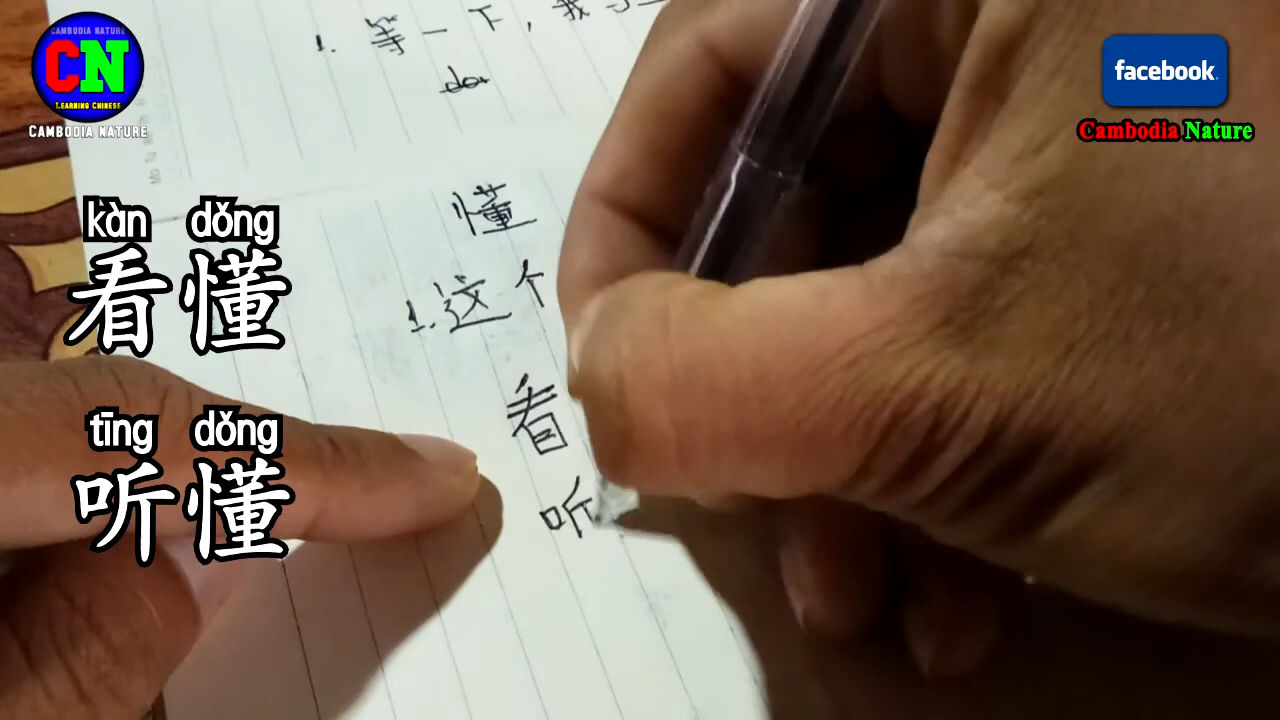 CAMBODIA NATURE
CN
LEARNING CHINESE
CAMBODIA NATURE
facebook
Cambodia Nature
1. 等一下，我
da
kàn dǒng
看懂
tīng dǒng
听懂
懂
1.这个
看
听